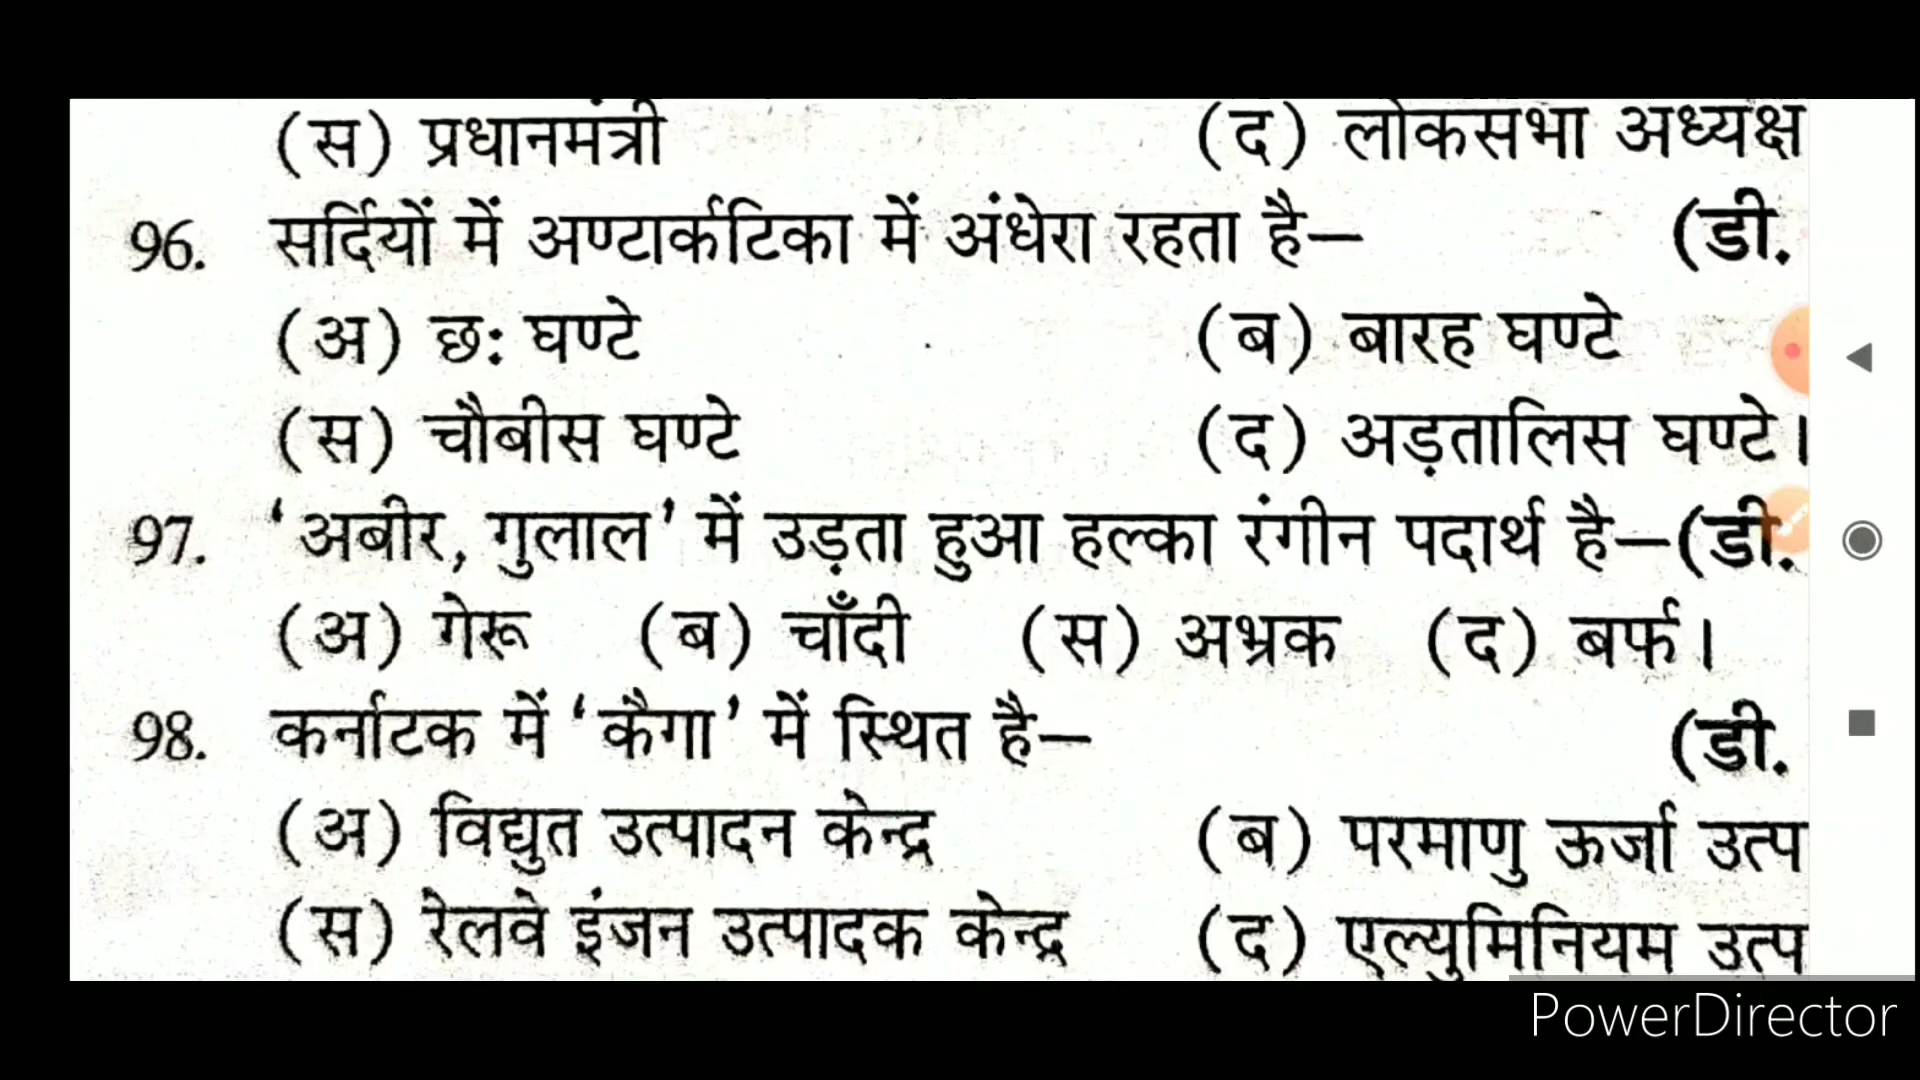 (स) प्रधानमंत्री (द) लोकसभा अध्यक्ष
96. सर्दियों में अण्टार्कटिका में अंधेरा रहता है— (डी.
(अ) छः घण्टे (ब) बारह घण्टे
(स) चौबीस घण्टे (द) अड़तालिस घण्टे।
97. ‘अबीर, गुलाल’ में उड़ता हुआ हल्का रंगीन पदार्थ है—(डी.
(अ) गेरू (ब) चाँदी (स) अभ्रक (द) बर्फ।
98. कर्नाटक में ‘कैगा’ में स्थित है— (डी.
(अ) विद्युत उत्पादन केन्द्र (ब) परमाणु ऊर्जा उत्प
(स) रेलवे इंजन उत्पादक केन्द्र (द) एल्युमिनियम उत्प
PowerDirector